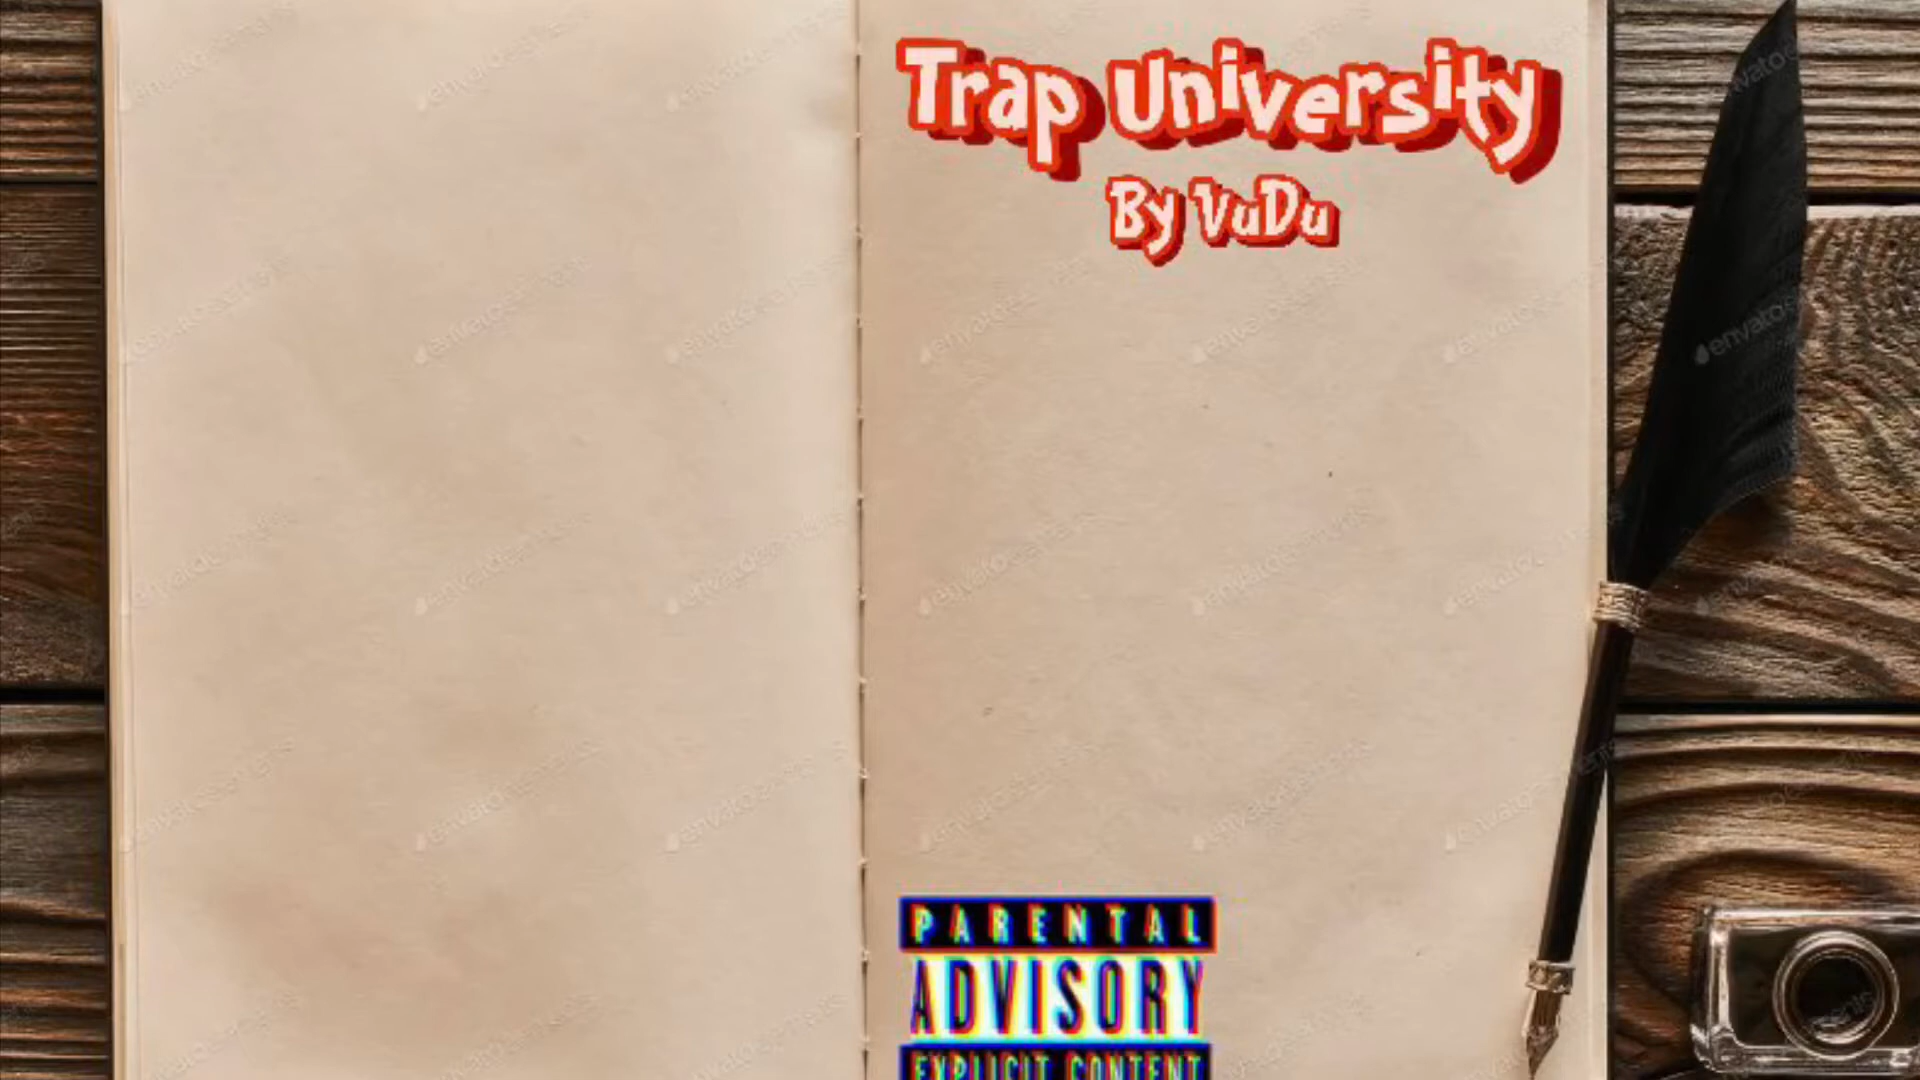 Trap University
By VuDu
PARENTAL
ADVISORY
EXPLICIT CONTENT